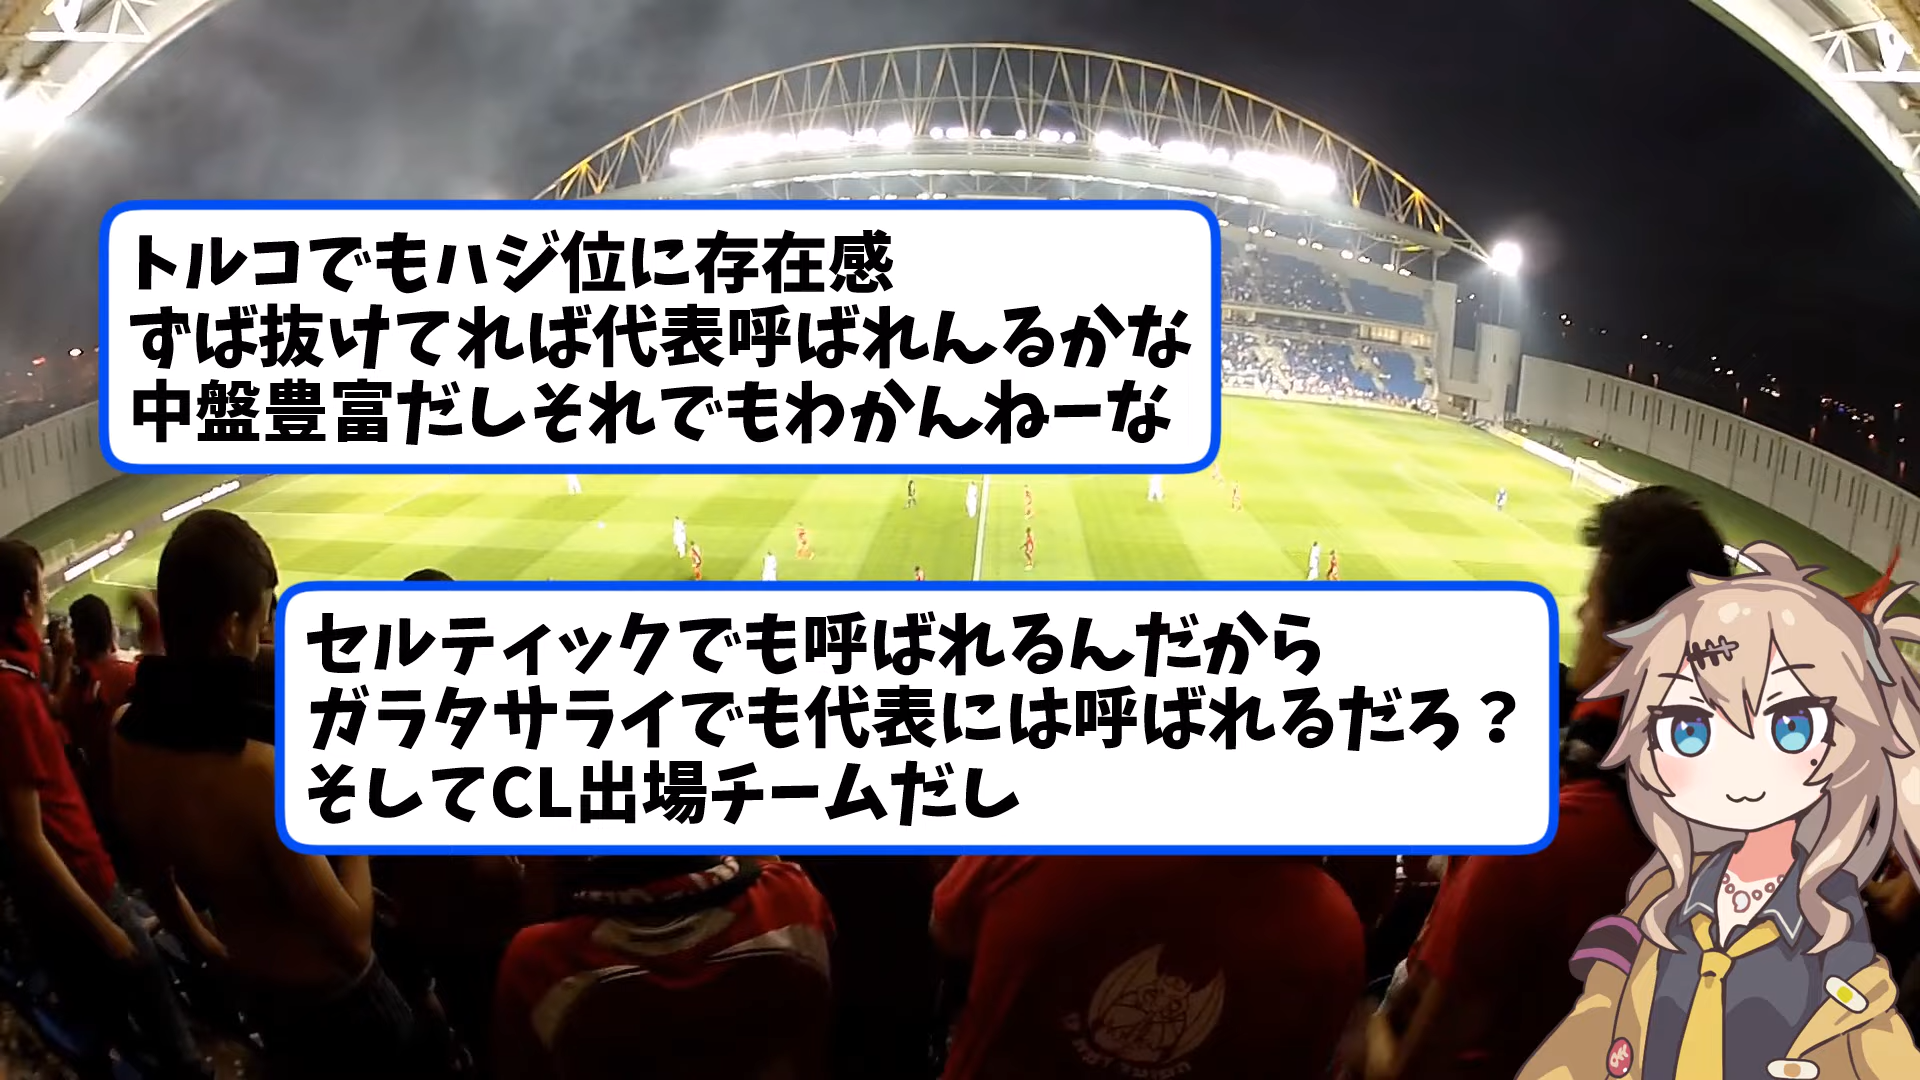 トルコでもハジ位に存在感
ずば抜けてれば代表呼ばれんるかな
中盤豊富だしそれでもわかんねーな
セルティックでも呼ばれるんだから
ガラタサライでも代表には呼ばれるだろ？
そしてCL出場チームだし